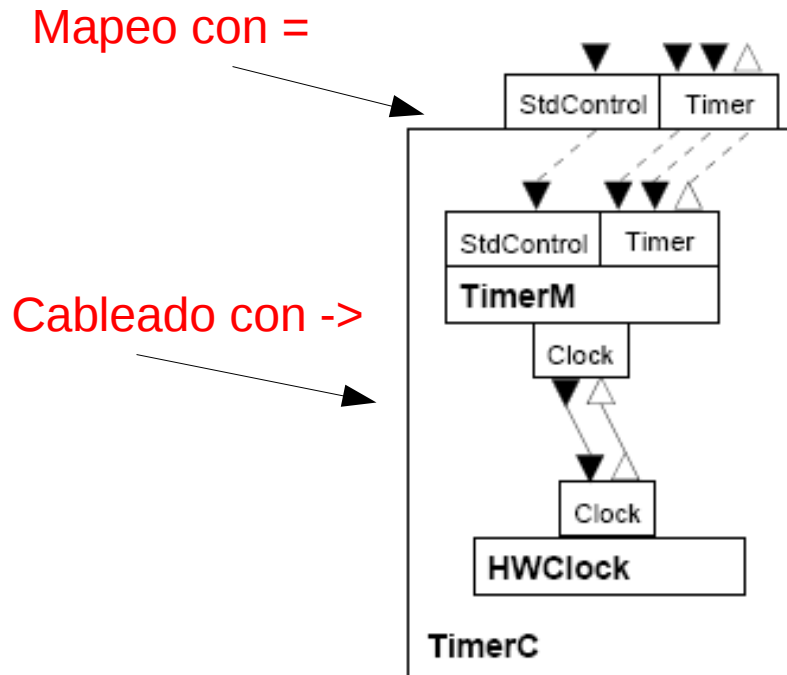 Mapeo con =
StdControl Timer
StdControl Timer
TimerM
Cableado con ->
Clock
Clock
HWClock
TimerC